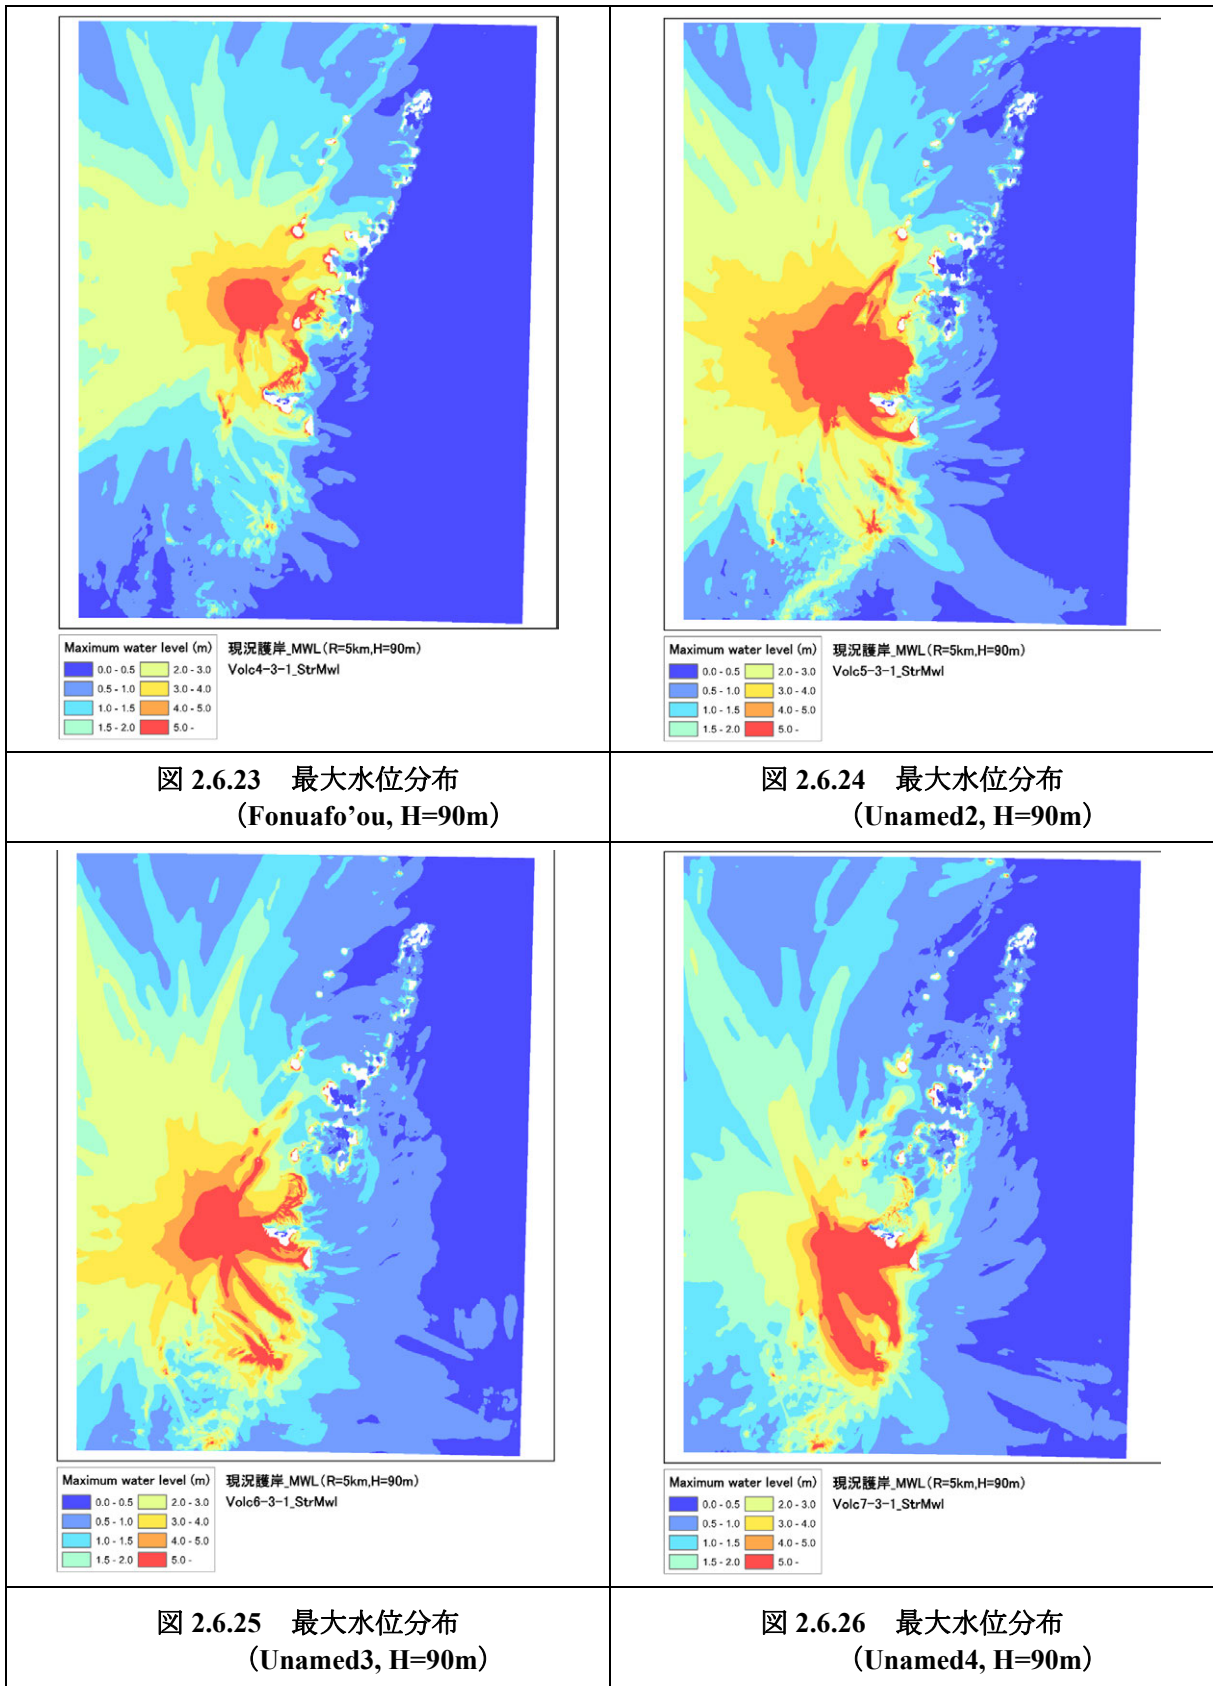 Maximum water level (m)
現況護岸_MWL(R=5km,H=90m)
0.0 - 0.5 2.0 - 3.0
Volc4-3-1_StrMwl
0.5 - 1.0 3.0 - 4.0
1.0 - 1.5 4.0 - 5.0
1.5 - 2.0 5.0 -
図 2.6.23 最大水位分布
(Fonuafo’ou, H=90m)
Maximum water level (m)
現況護岸_MWL(R=5km,H=90m)
0.0 - 0.5 2.0 - 3.0
Volc5-3-1_StrMwl
0.5 - 1.0 3.0 - 4.0
1.0 - 1.5 4.0 - 5.0
1.5 - 2.0 5.0 -
図 2.6.24 最大水位分布
(Unamed2, H=90m)
Maximum water level (m)
現況護岸_MWL(R=5km,H=90m)
0.0 - 0.5 2.0 - 3.0
Volc6-3-1_StrMwl
0.5 - 1.0 3.0 - 4.0
1.0 - 1.5 4.0 - 5.0
1.5 - 2.0 5.0 -
図 2.6.25 最大水位分布
(Unamed3, H=90m)
Maximum water level (m)
現況護岸_MWL(R=5km,H=90m)
0.0 - 0.5 2.0 - 3.0
Volc7-3-1_StrMwl
0.5 - 1.0 3.0 - 4.0
1.0 - 1.5 4.0 - 5.0
1.5 - 2.0 5.0 -
図 2.6.26 最大水位分布
(Unamed4, H=90m)